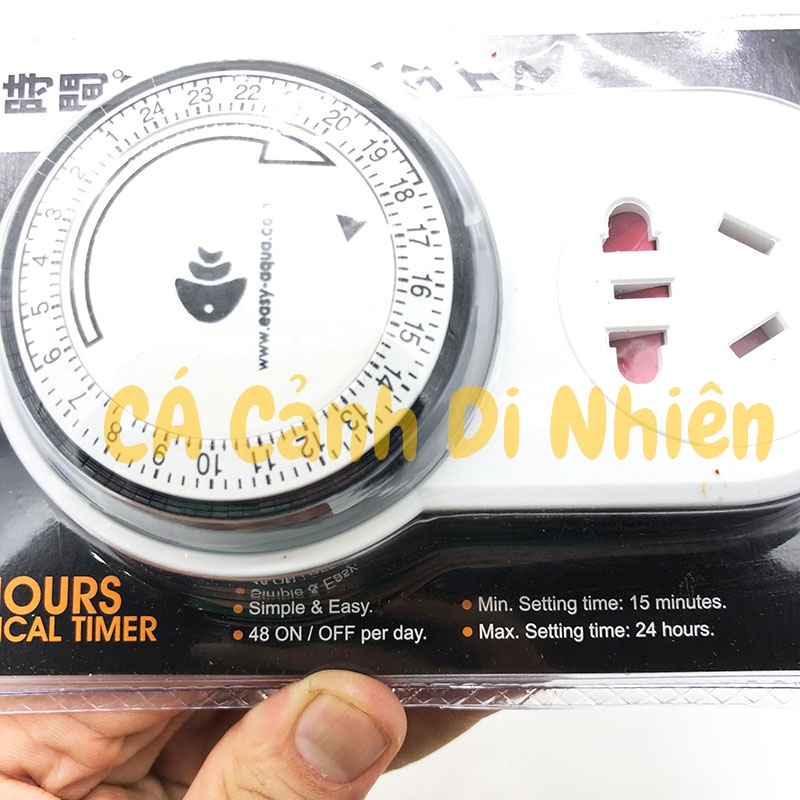 時間
24 23 22 20 19 18 17 16 15 14 13 12 11 10 9 8 7 6 5 4 3 2 1
www.easy-aqua.com
CÁ Cảnh Di Nhiên
HOURS
ICAL TIMER
Simple & Easy.
48 ON / OFF per day.
Min. Setting time: 15 minutes.
Max. Setting time: 24 hours.